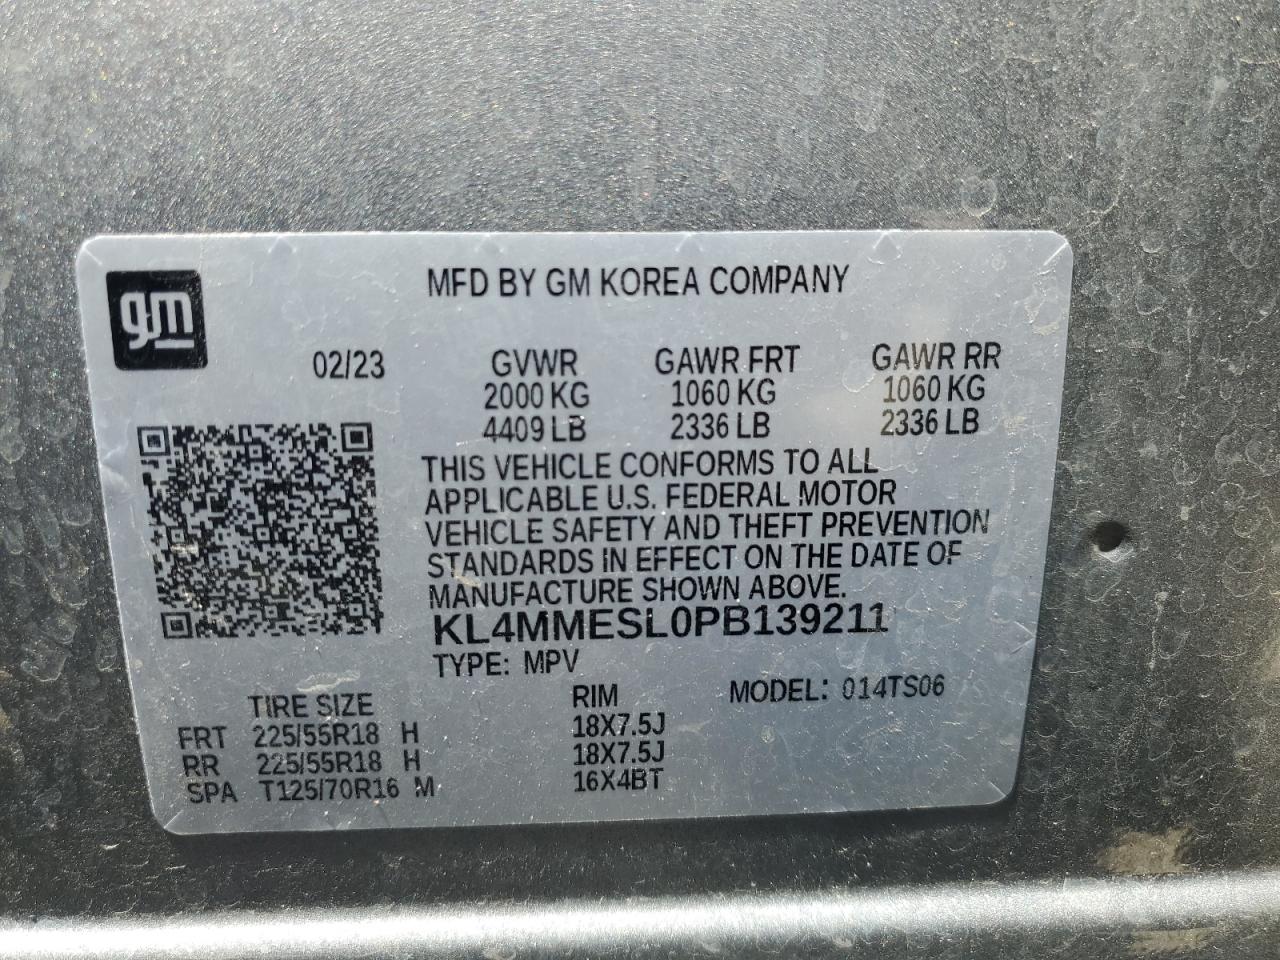 MFD BY GM KOREA COMPANY
gm
02/23
GVWR GAWR FRT GAWR RR
2000 KG 1060 KG 1060 KG
4409 LB 2336 LB 2336 LB
THIS VEHICLE CONFORMS TO ALL
APPLICABLE U.S. FEDERAL MOTOR
VEHICLE SAFETY AND THEFT PREVENTION
STANDARDS IN EFFECT ON THE DATE OF
MANUFACTURE SHOWN ABOVE.
KL4MMESL0PB139211
TYPE: MPV
TIRE SIZE RIM MODEL: 014TS06
FRT 225/55R18 H 18X7.5J
RR 225/55R18 H 18X7.5J
SPA T125/70R16 M 16X4BT